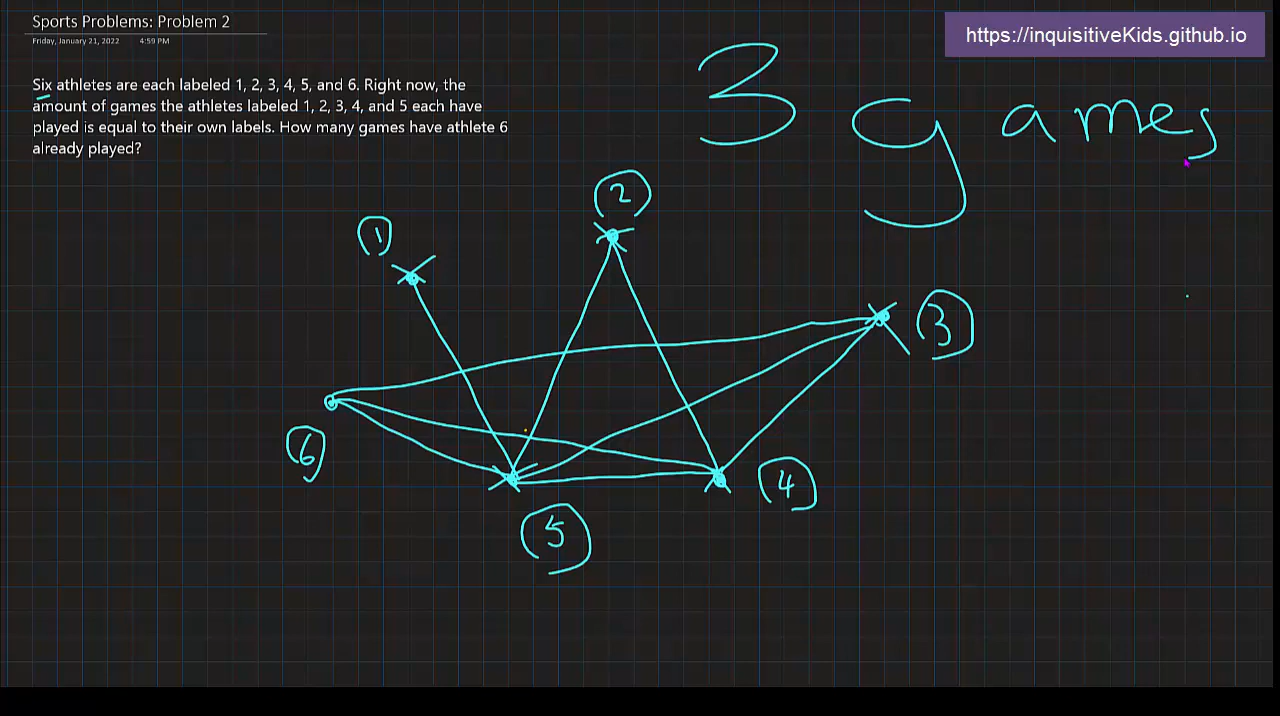 Sports Problems: Problem 2
https://inquisitiveKids.github.io
Friday, January 21, 2022 4:59 PM
Six athletes are each labeled 1, 2, 3, 4, 5, and 6. Right now, the
amount of games the athletes labeled 1, 2, 3, 4, and 5 each have
played is equal to their own labels. How many games have athlete 6
already played?
3 games
2
1
3
6
4
5